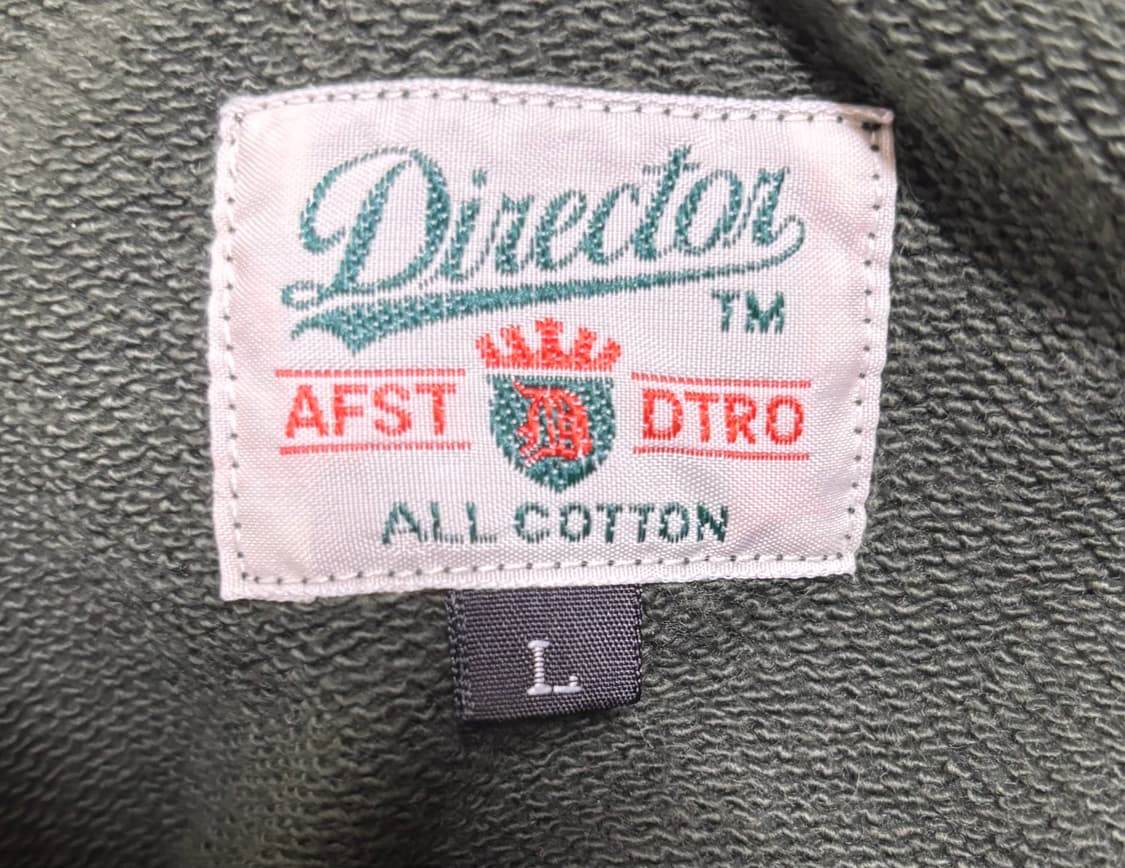 Director
TM
AFST D DTRO
ALL COTTON
L